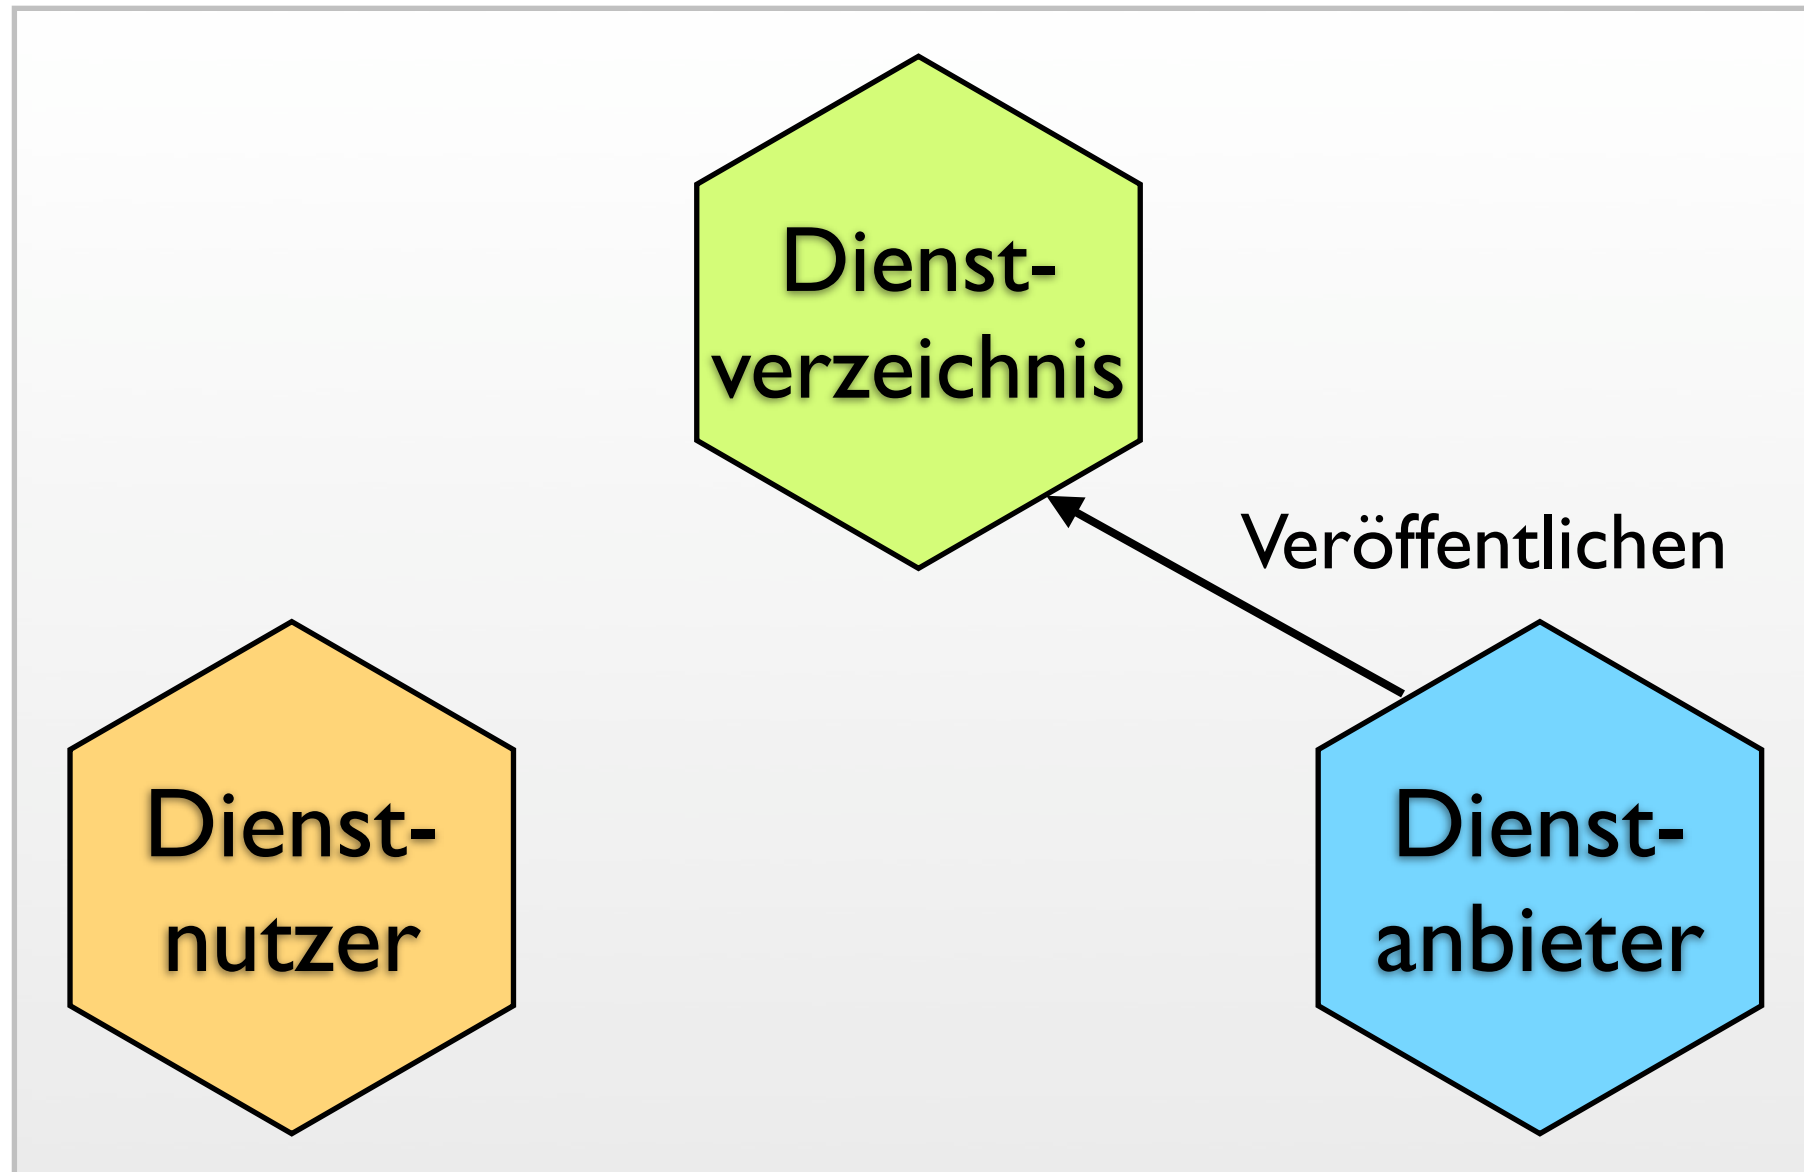 Dienst-
verzeichnis
Veröffentlichen
Dienst-
nutzer
Dienst-
anbieter